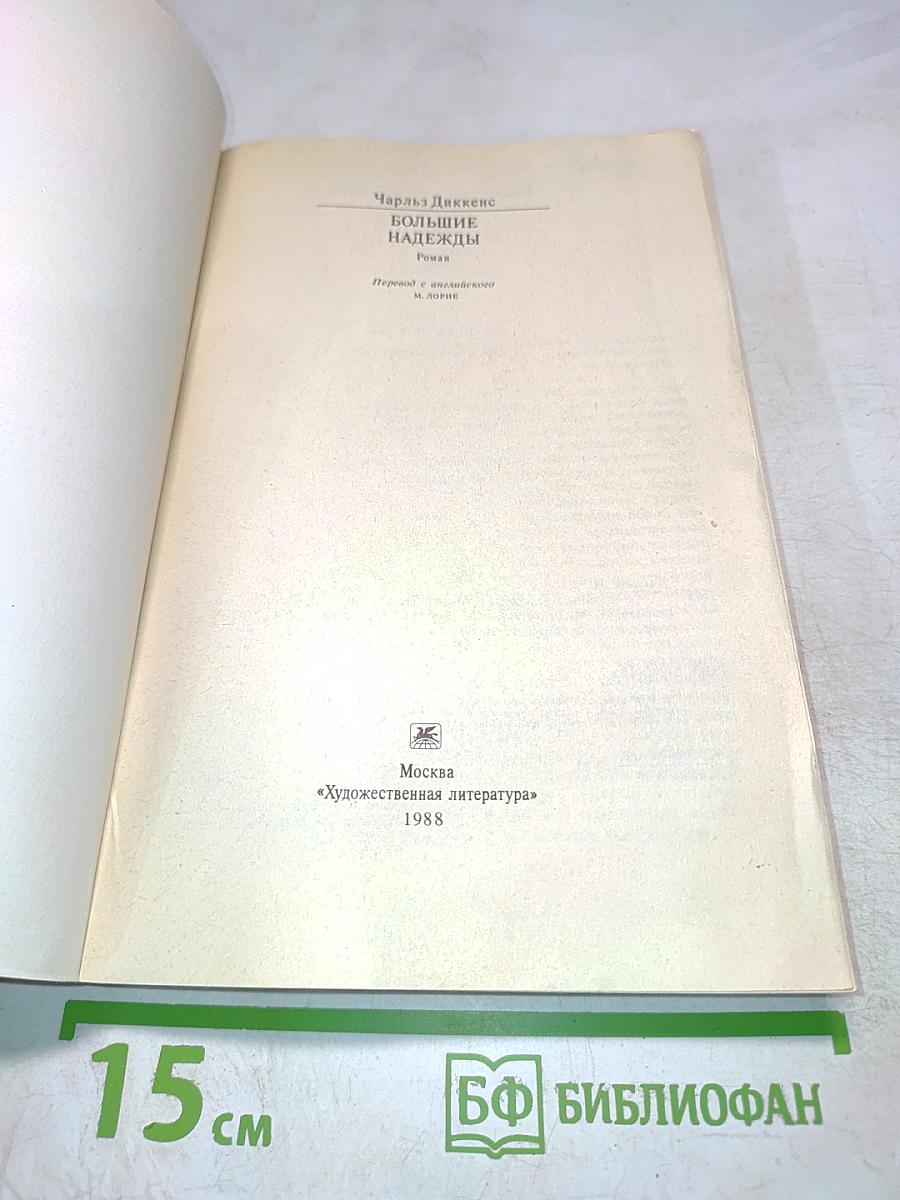 Чарльз Диккенс
БОЛЬШИЕ
НАДЕЖДЫ
Роман
Перевод с английского
М. ЛОРИЕ
Москва
«Художественная литература»
1988
15 см
БФ БИБЛИОФАН